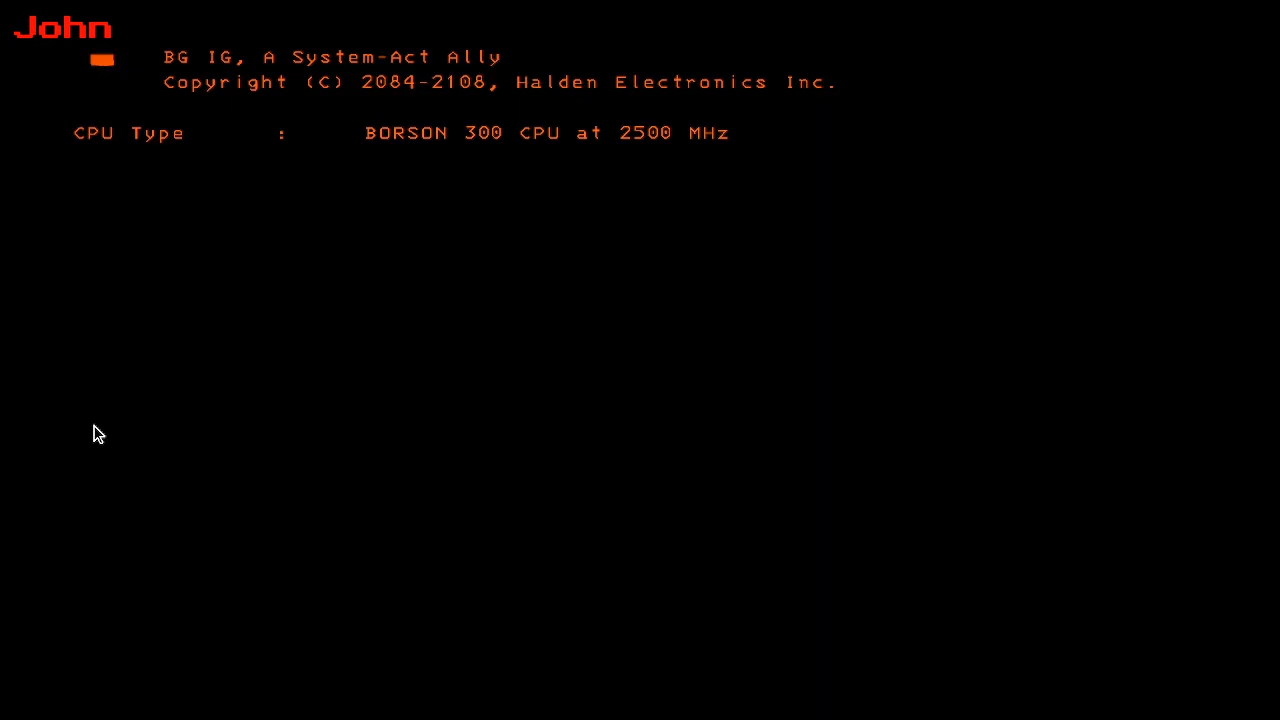 John
BG IG, A System-Act Ally
Copyright (C) 2084-2108, Halden Electronics Inc.
CPU Type : BORSON 300 CPU at 2500 MHz